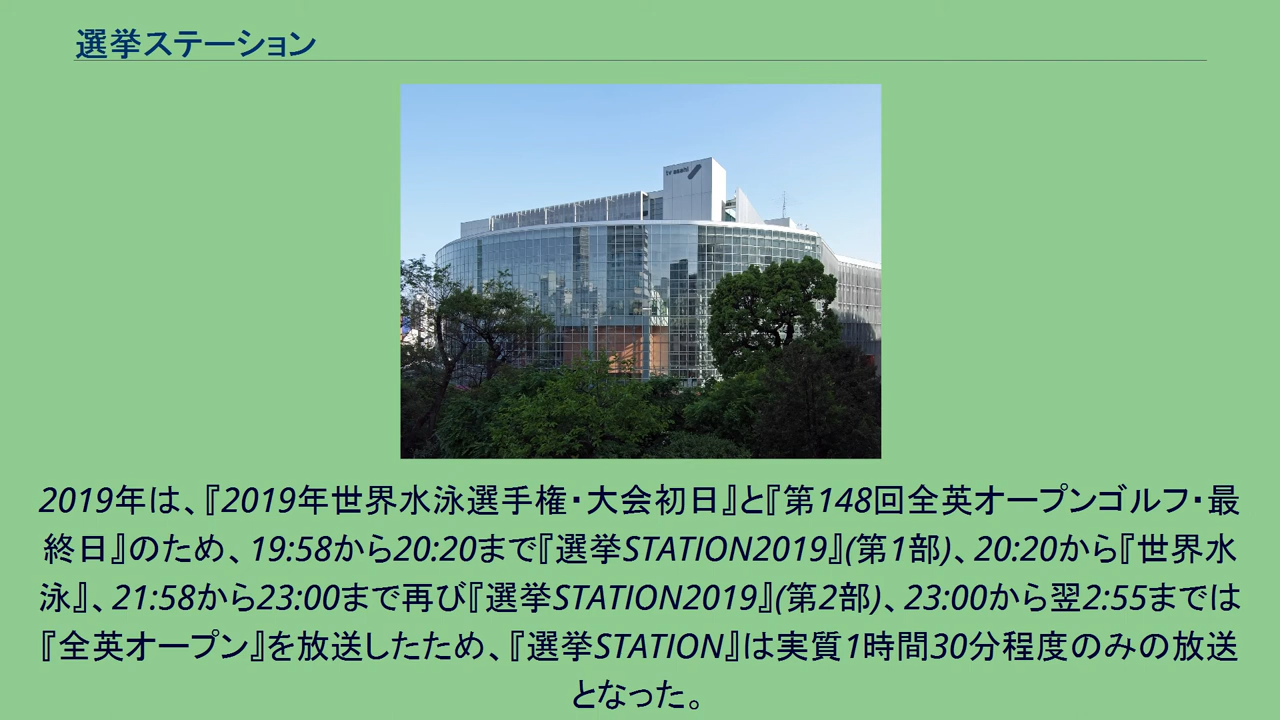 選挙ステーション
tv asahi
2019年は、『2019年世界水泳選手権・大会初日』と『第148回全英オープンゴルフ・最
終日』のため、19:58から20:20まで『選挙STATION2019』(第1部)、20:20から『世界水
泳』、21:58から23:00まで再び『選挙STATION2019』(第2部)、23:00から翌2:55までは
『全英オープン』を放送したため、『選挙STATION』は実質1時間30分程度のみの放送
となった。